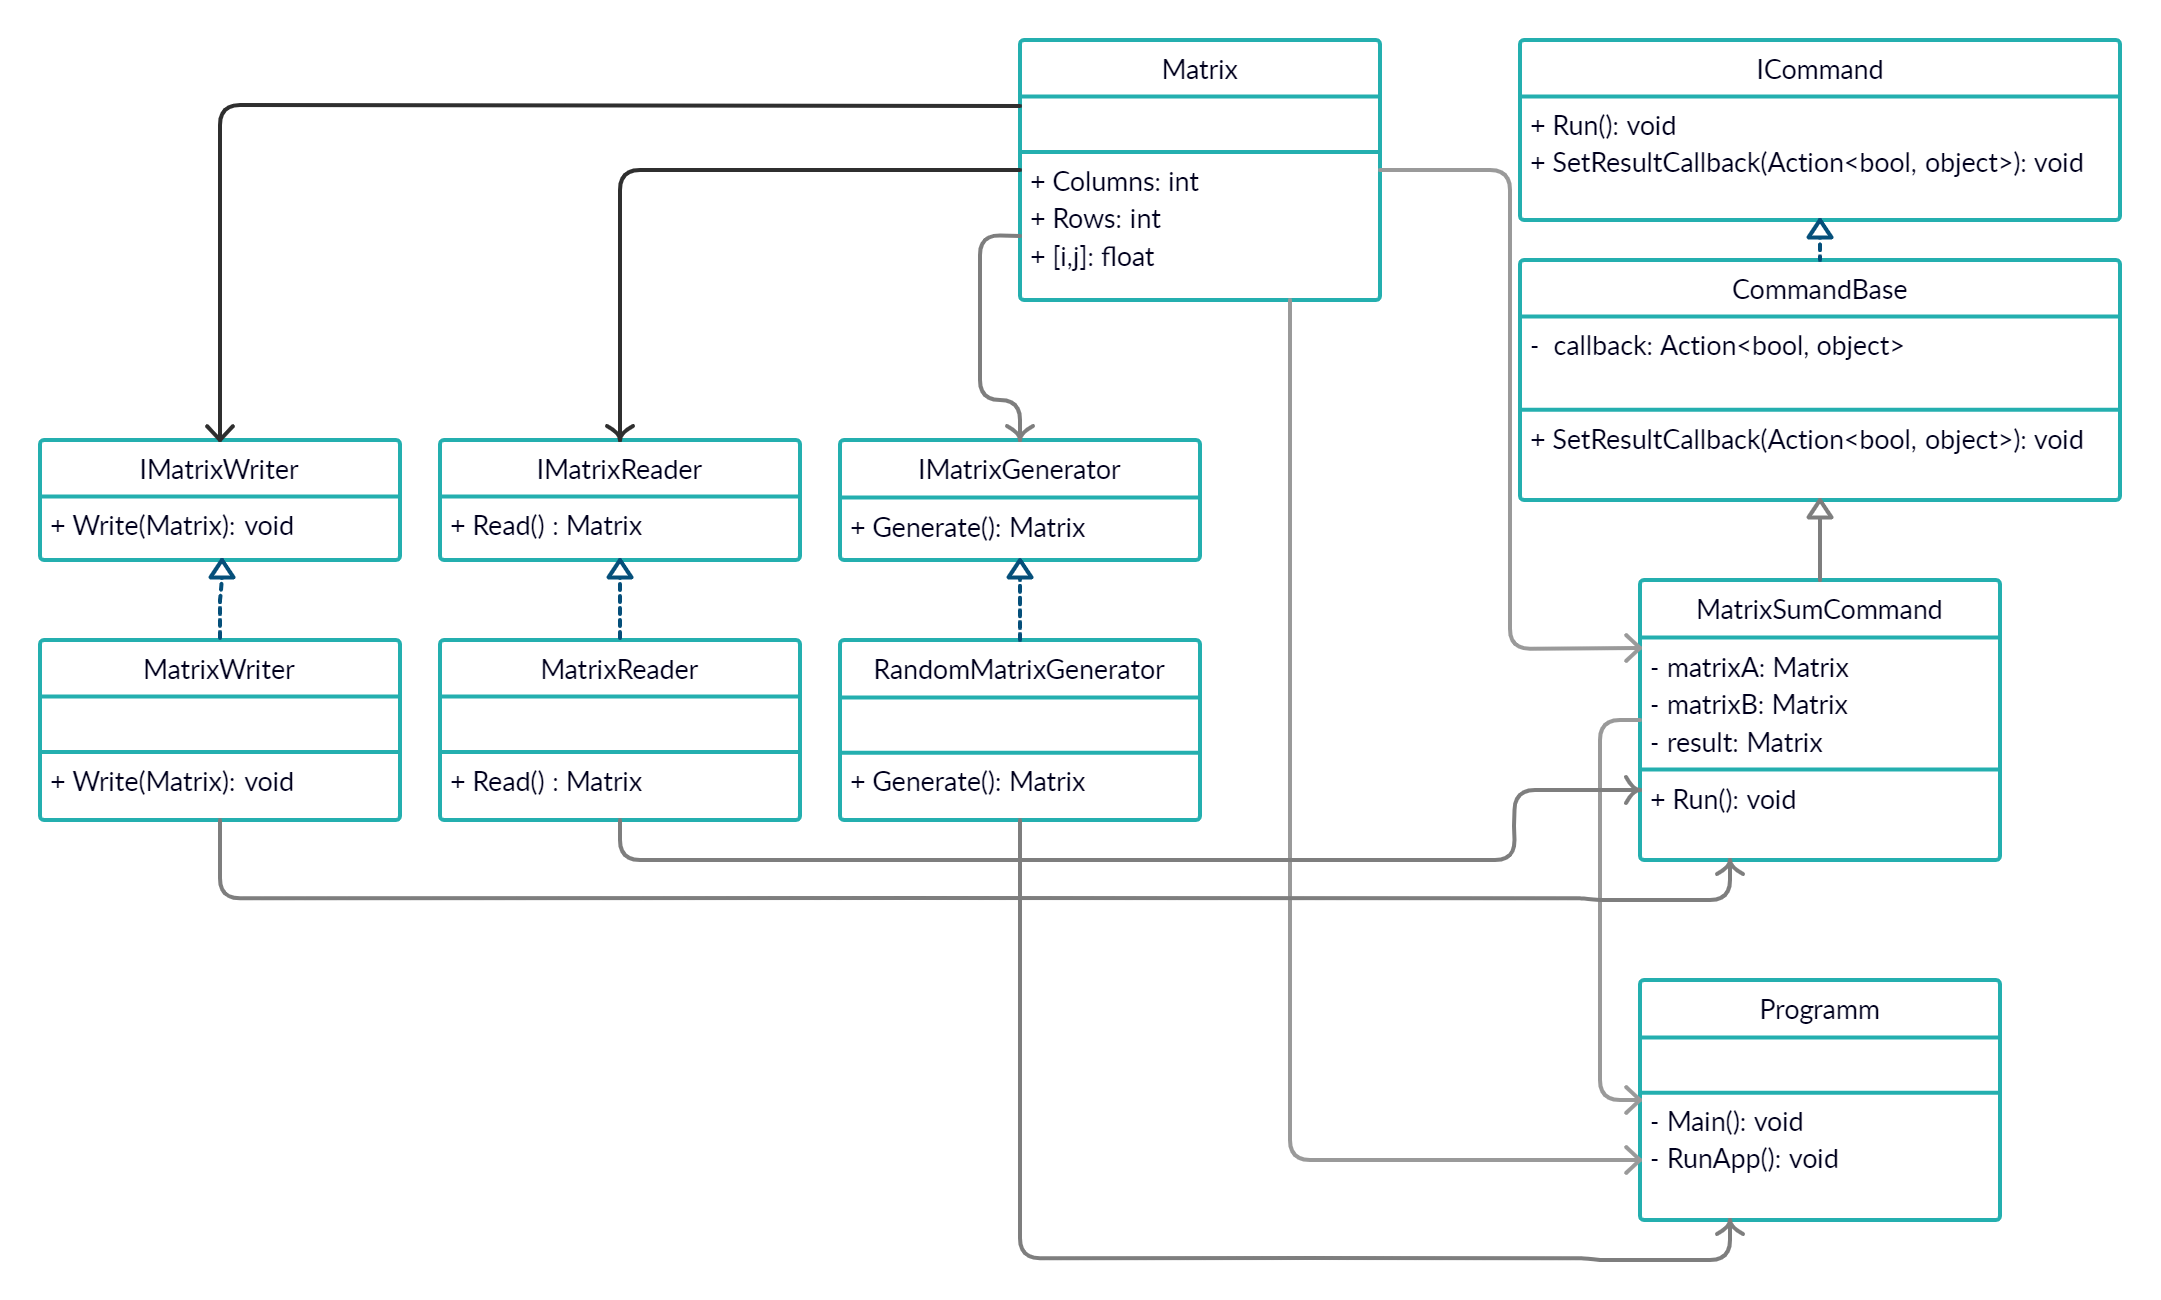 Matrix
+ Columns: int
+ Rows: int
+ [i,j]: float
ICommand
+ Run(): void
+ SetResultCallback(Action<bool, object>): void
CommandBase
- callback: Action<bool, object>
+ SetResultCallback(Action<bool, object>): void
IMatrixWriter
+ Write(Matrix): void
IMatrixReader
+ Read() : Matrix
IMatrixGenerator
+ Generate(): Matrix
MatrixWriter
+ Write(Matrix): void
MatrixReader
+ Read() : Matrix
RandomMatrixGenerator
+ Generate(): Matrix
MatrixSumCommand
- matrixA: Matrix
- matrixB: Matrix
- result: Matrix
+ Run(): void
Programm
- Main(): void
- RunApp(): void